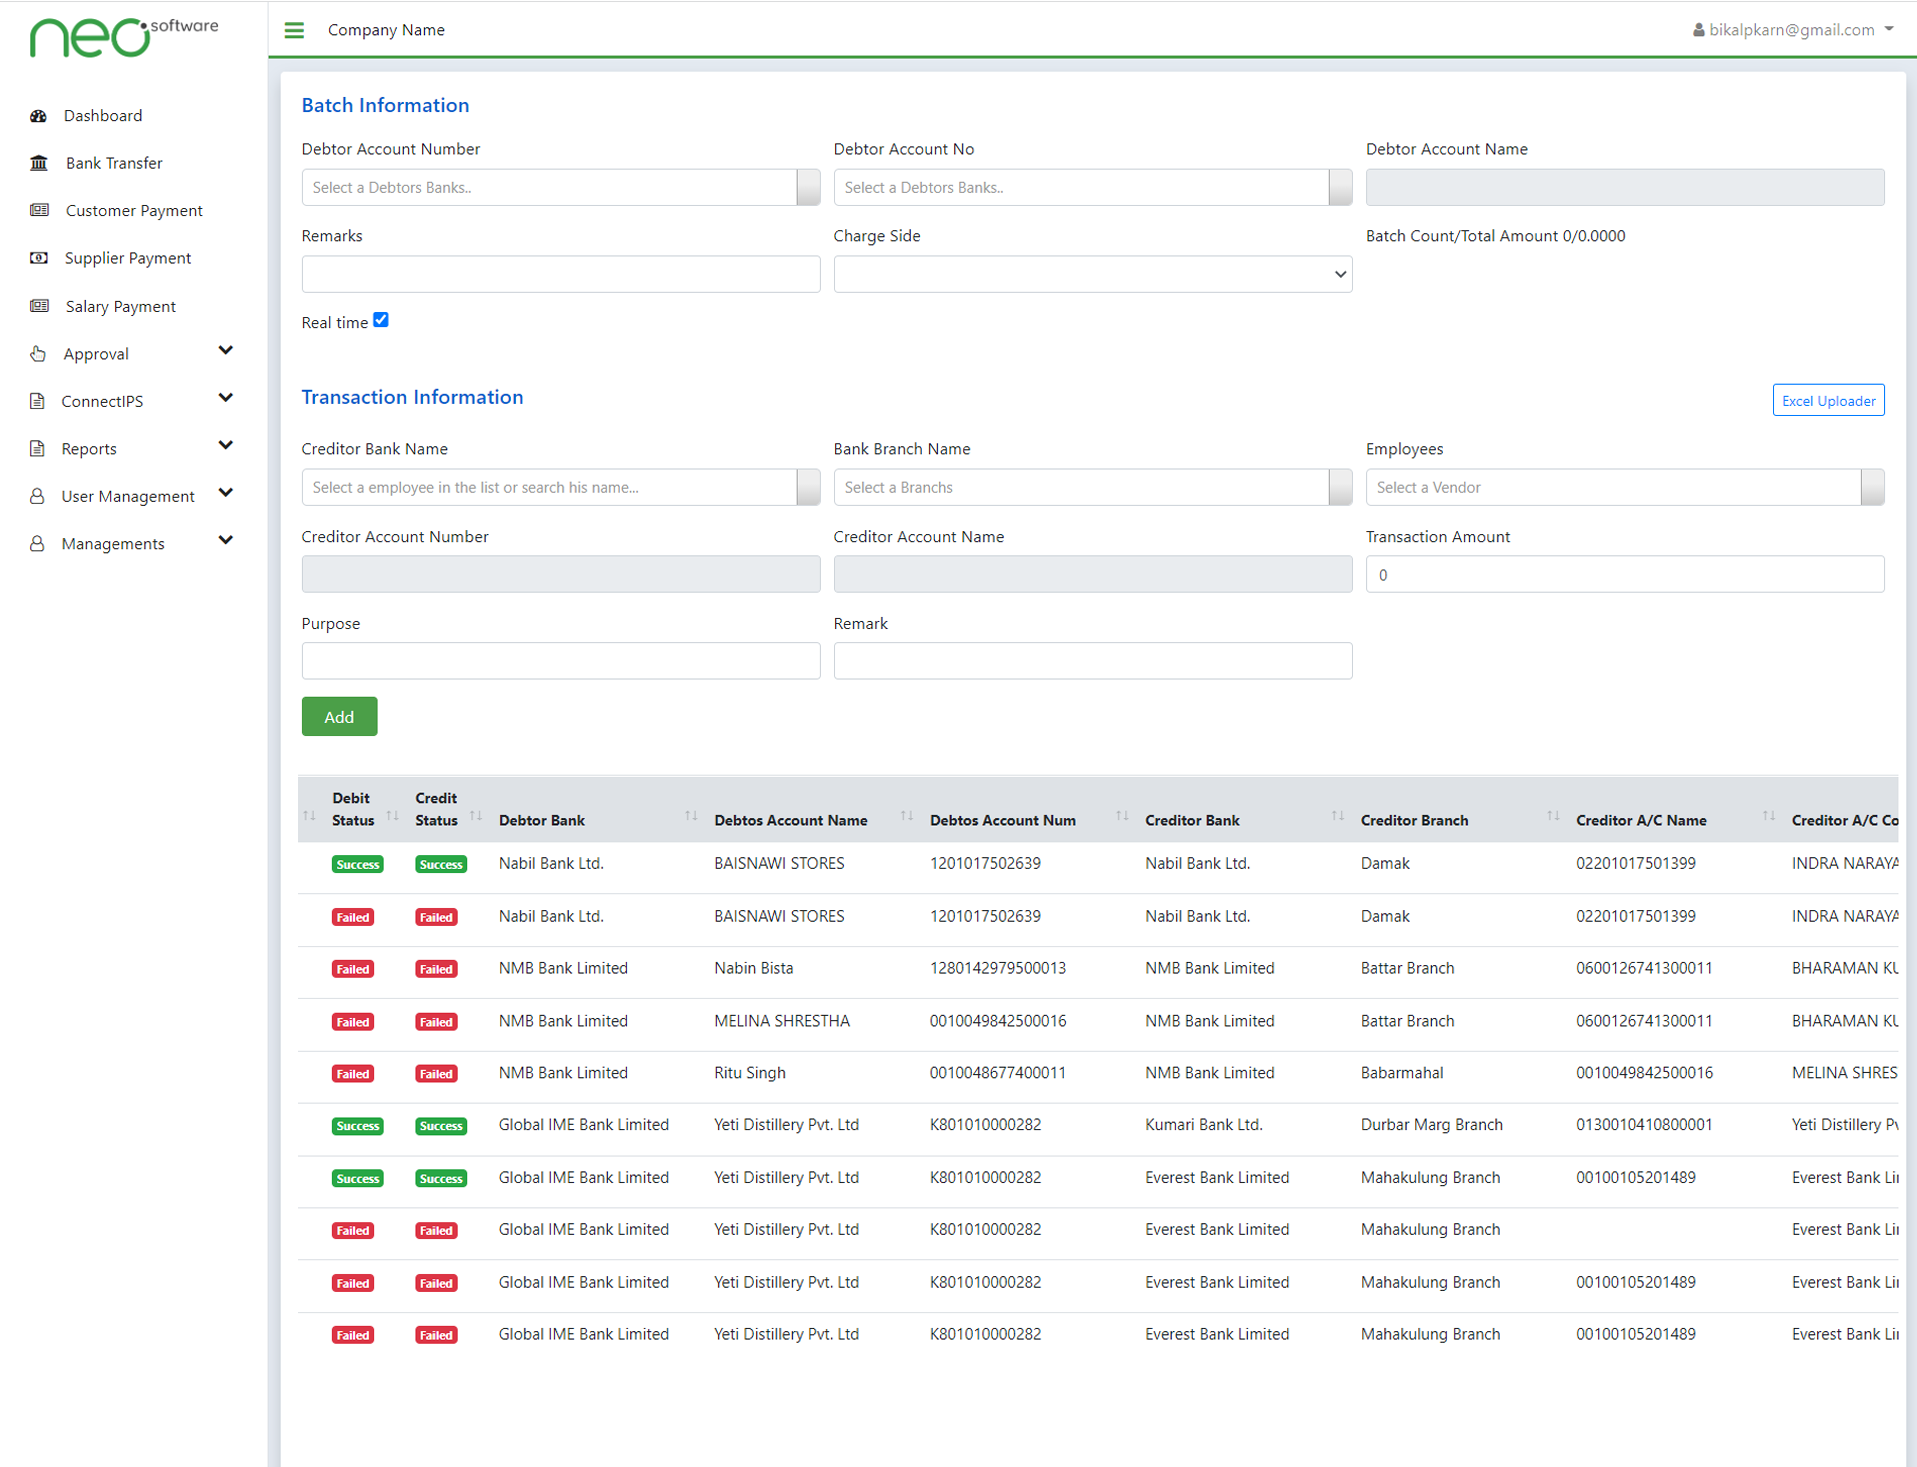 neo software
Company Name
bikalpkarn@gmail.com
Dashboard
Bank Transfer
Customer Payment
Supplier Payment
Salary Payment
Approval
ConnectIPS
Reports
User Management
Managements
Batch Information
Debtor Account Number Debtor Account No Debtor Account Name
Select a Debtors Banks.. Select a Debtors Banks..
Remarks Charge Side Batch Count/Total Amount 0/0.0000
Real time
Transaction Information Excel Uploader
Creditor Bank Name Bank Branch Name Employees
Select a employee in the list or search his name... Select a Branchs Select a Vendor
Creditor Account Number Creditor Account Name Transaction Amount
0
Purpose Remark
Add
Debit Status Credit Status Debtor Bank Debtos Account Name Debtos Account Num Creditor Bank Creditor Branch Creditor A/C Name Creditor A/C Co
Success Success Nabil Bank Ltd. BAISNAWI STORES 1201017502639 Nabil Bank Ltd. Damak 02201017501399 INDRA NARAYA
Failed Failed Nabil Bank Ltd. BAISNAWI STORES 1201017502639 Nabil Bank Ltd. Damak 02201017501399 INDRA NARAYA
Failed Failed NMB Bank Limited Nabin Bista 1280142979500013 NMB Bank Limited Battar Branch 0600126741300011 BHARAMAN KU
Failed Failed NMB Bank Limited MELINA SHRESTHA 0010049842500016 NMB Bank Limited Battar Branch 0600126741300011 BHARAMAN KU
Failed Failed NMB Bank Limited Ritu Singh 0010048677400011 NMB Bank Limited Babarmahal 0010049842500016 MELINA SHRES
Success Success Global IME Bank Limited Yeti Distillery Pvt. Ltd K801010000282 Kumari Bank Ltd. Durbar Marg Branch 0130010410800001 Yeti Distillery Pv
Success Success Global IME Bank Limited Yeti Distillery Pvt. Ltd K801010000282 Everest Bank Limited Mahakulung Branch 00100105201489 Everest Bank Li
Failed Failed Global IME Bank Limited Yeti Distillery Pvt. Ltd K801010000282 Everest Bank Limited Mahakulung Branch Everest Bank Li
Failed Failed Global IME Bank Limited Yeti Distillery Pvt. Ltd K801010000282 Everest Bank Limited Mahakulung Branch 00100105201489 Everest Bank Li
Failed Failed Global IME Bank Limited Yeti Distillery Pvt. Ltd K801010000282 Everest Bank Limited Mahakulung Branch 00100105201489 Everest Bank Li